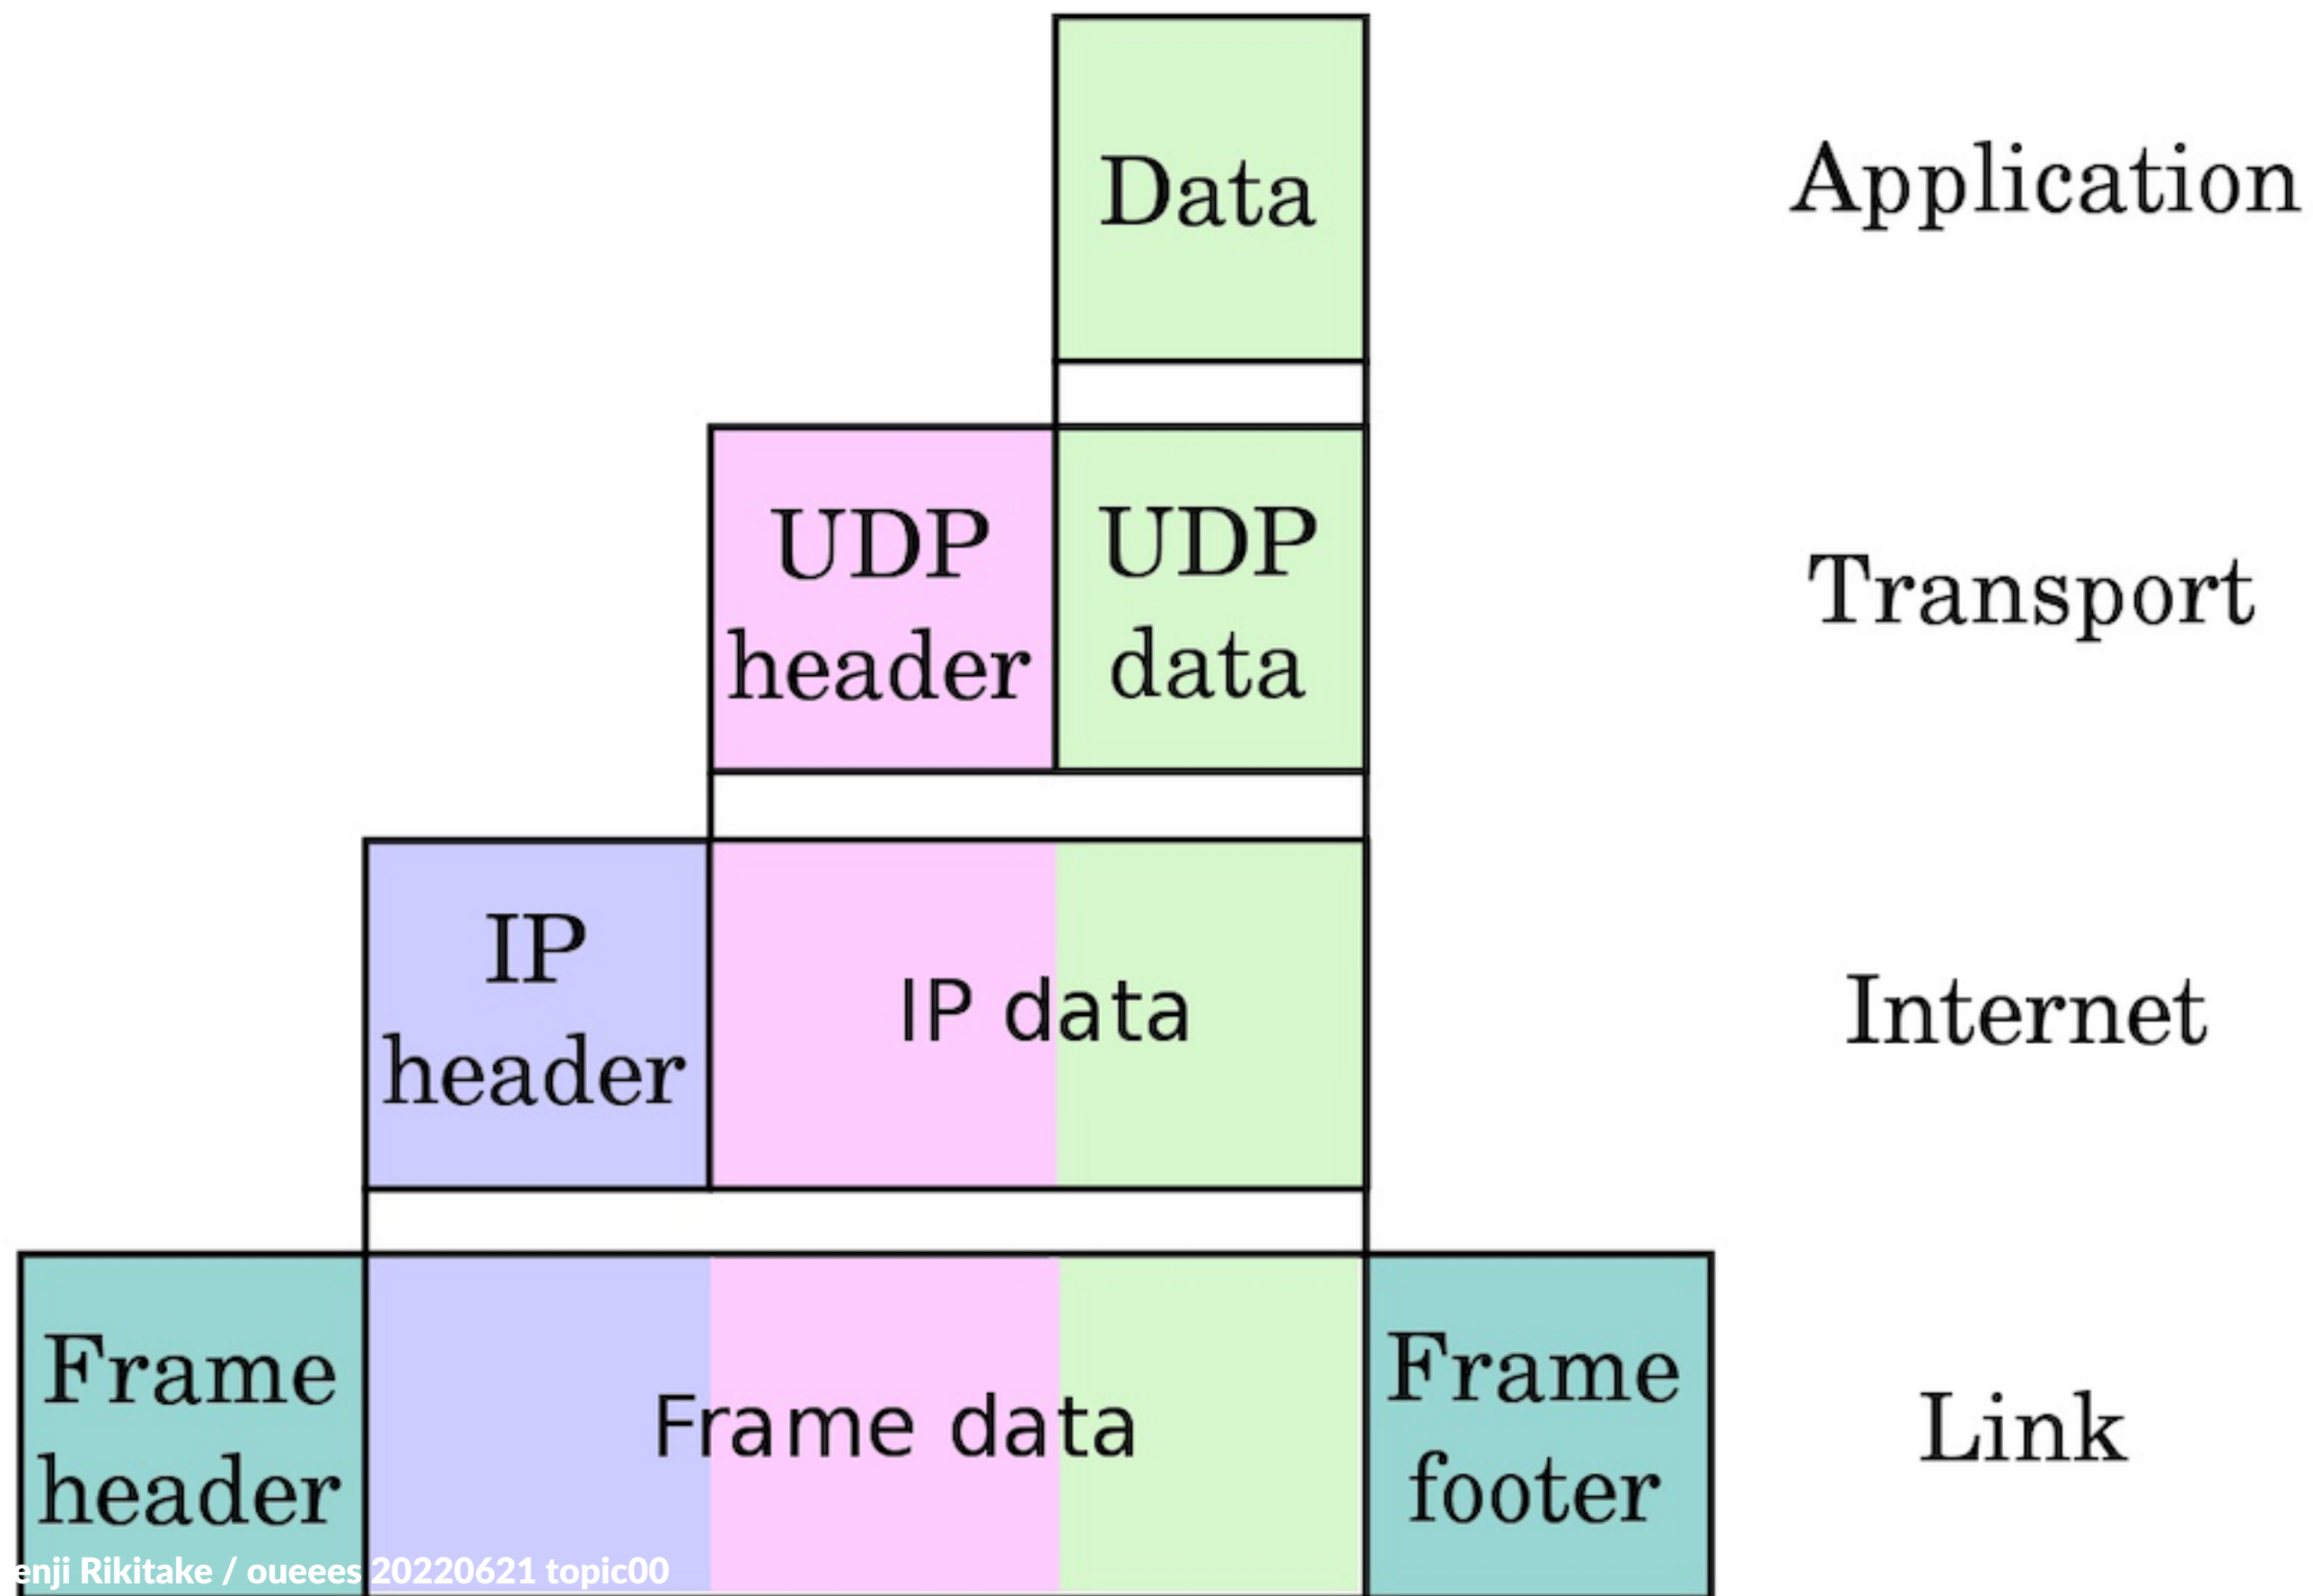 Data
Application
UDP
header
UDP
data
Transport
IP
header
IP data
Internet
Frame
header
Frame data
Frame
footer
Link
enji Rikitake / oueees 20220621 topic00